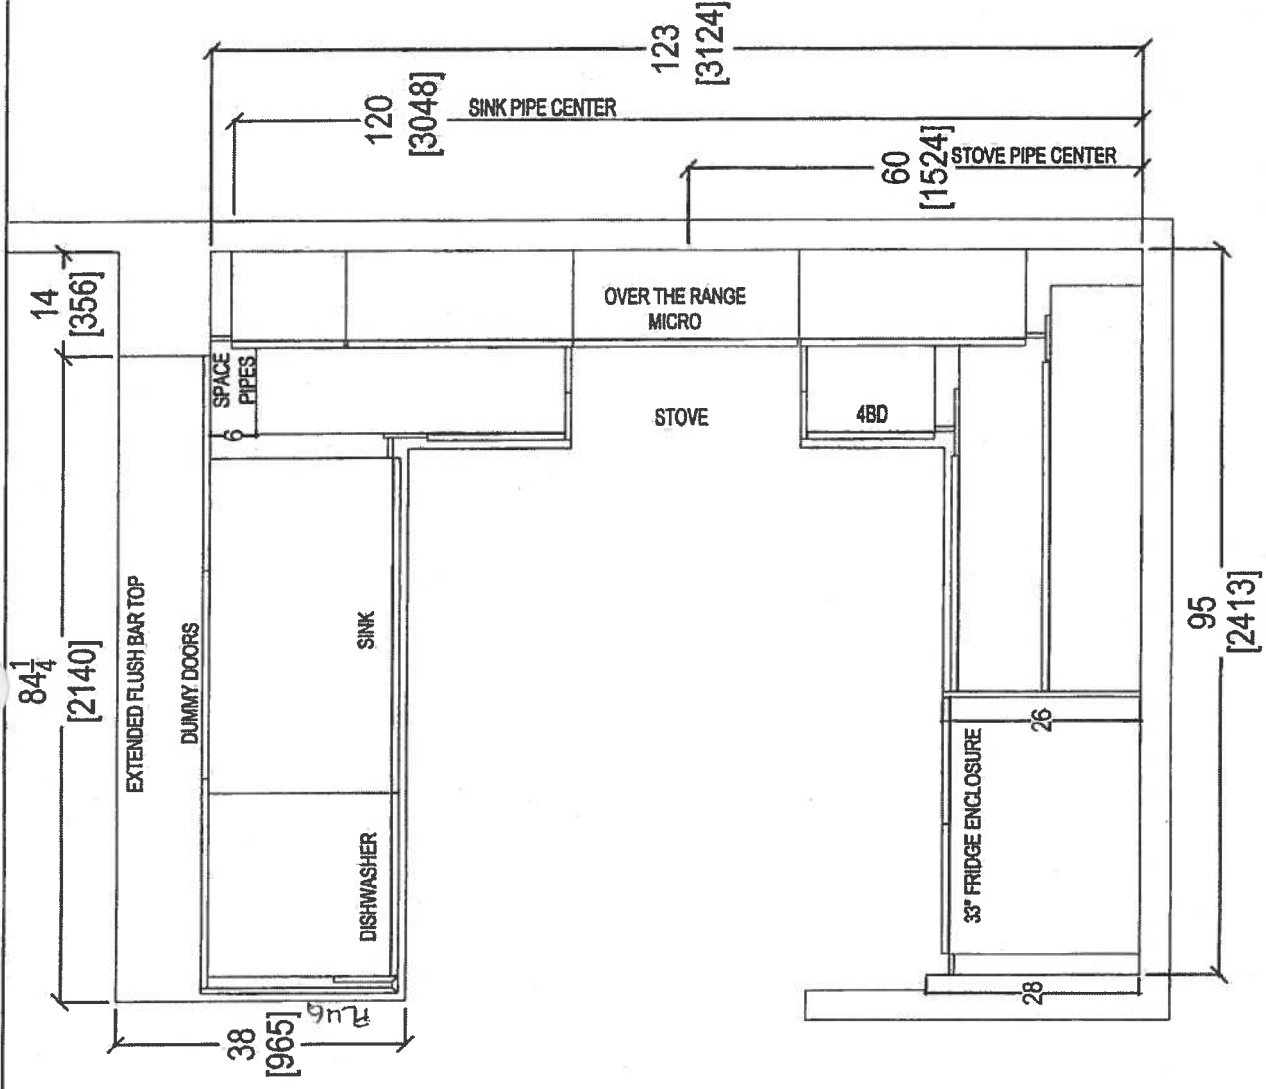 123
[3124]
120
[3048]
SINK PIPE CENTER
60
[1524]
STOVE PIPE CENTER
14
[356]
OVER THE RANGE
MICRO
SPACE
PIPES
6
STOVE
4BD
84 1/4
[2140]
EXTENDED FLUSH BAR TOP
DUMMY DOORS
SINK
DISHWASHER
95
[2413]
26
33" FRIDGE ENCLOSURE
28
PLUG
38
[965]